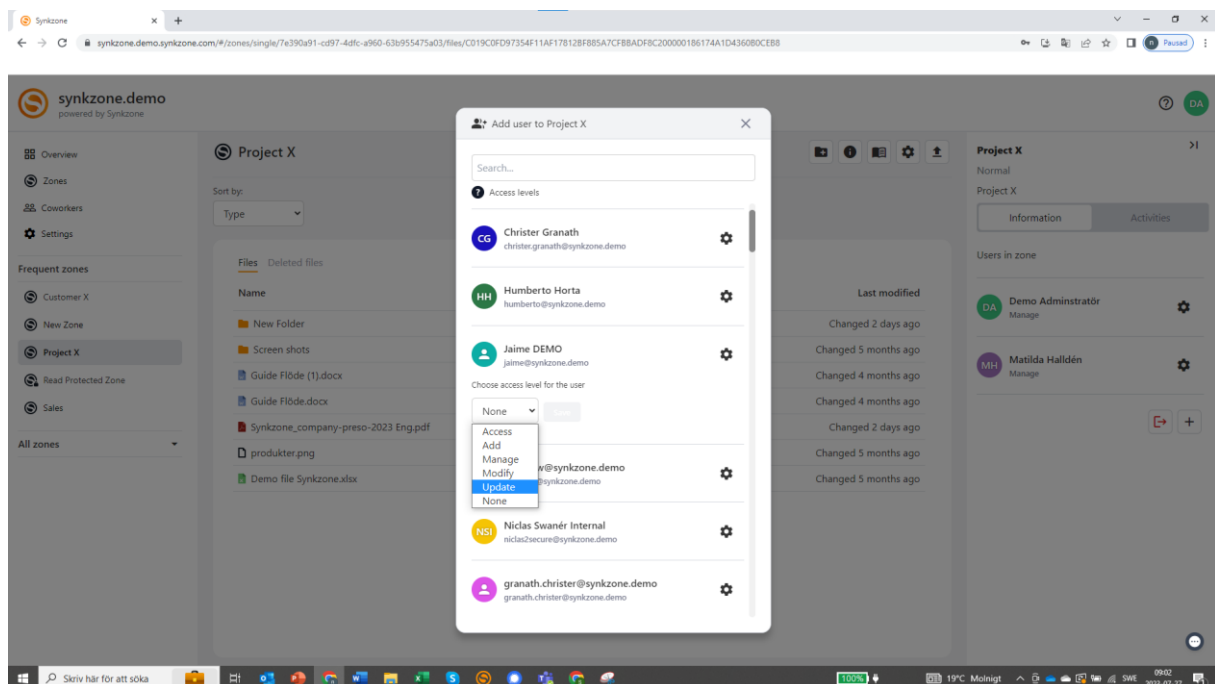 Synkzone
synkzone.demo.synkzone.com/#/zones/single/7e390a91-cd97-4dfc-a960-63b955475a03/files/C019C0FD97354F11AF178128F885A7CFB8ADF8C200000186174A1D436080CEB8
Paused
synkzone.demo
powered by Synkzone
DA
Overview
Zones
Coworkers
Settings
Frequent zones
Customer X
New Zone
Project X
Read Protected Zone
Sales
All zones
Project X
Sort by:
Type
Files Deleted files
Name
Last modified
New Folder
Changed 2 days ago
Screen shots
Changed 5 months ago
Guide Flöde (1).docx
Changed 4 months ago
Guide Flöde.docx
Changed 4 months ago
Synkzone_company-preso-2023 Eng.pdf
Changed 2 days ago
produkter.png
Changed 5 months ago
Demo file Synkzone.xlsx
Changed 5 months ago
Add user to Project X
Search...
Access levels
CG
Christer Granath
christer.granath@synkzone.demo
HH
Humberto Horta
humberto@synkzone.demo
Jaime DEMO
jaime@synkzone.demo
Choose access level for the user
None
Save
Access
Add
Manage
Modify
Update
None
w@synkzone.demo
@synkzone.demo
NSI
Niclas Swanér Internal
niclas2secure@synkzone.demo
granath.christer@synkzone.demo
granath.christer@synkzone.demo
Project X
Normal
Project X
Information
Activities
Users in zone
DA
Demo Adminstratör
Manage
MH
Matilda Halldén
Manage
Skriv här för att söka
100%
19°C Molnigt
SWE
09:02
2023-07-27